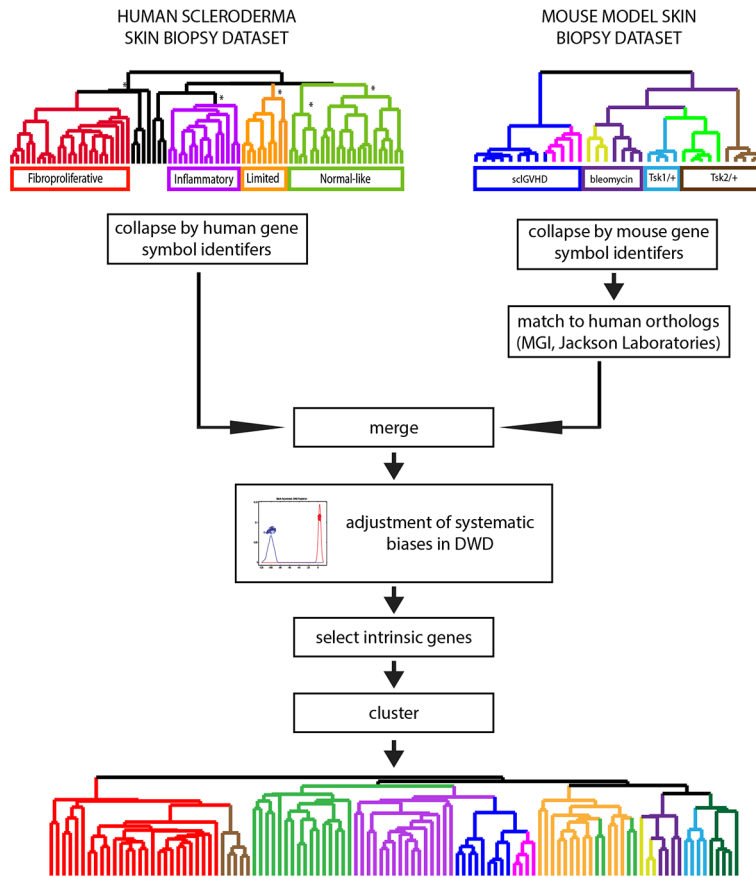 HUMAN SCLERODERMA
SKIN BIOPSY DATASET
MOUSE MODEL SKIN
BIOPSY DATASET
*
*
*
*
*
Fibroproliferative
Inflammatory
Limited
Normal-like
sclGVHD
bleomycin
Tsk1/+
Tsk2/+
collapse by human gene
symbol identifers
collapse by mouse gene
symbol identifers
match to human orthologs
(MGI, Jackson Laboratories)
merge
adjustment of systematic
biases in DWD
select intrinsic genes
cluster